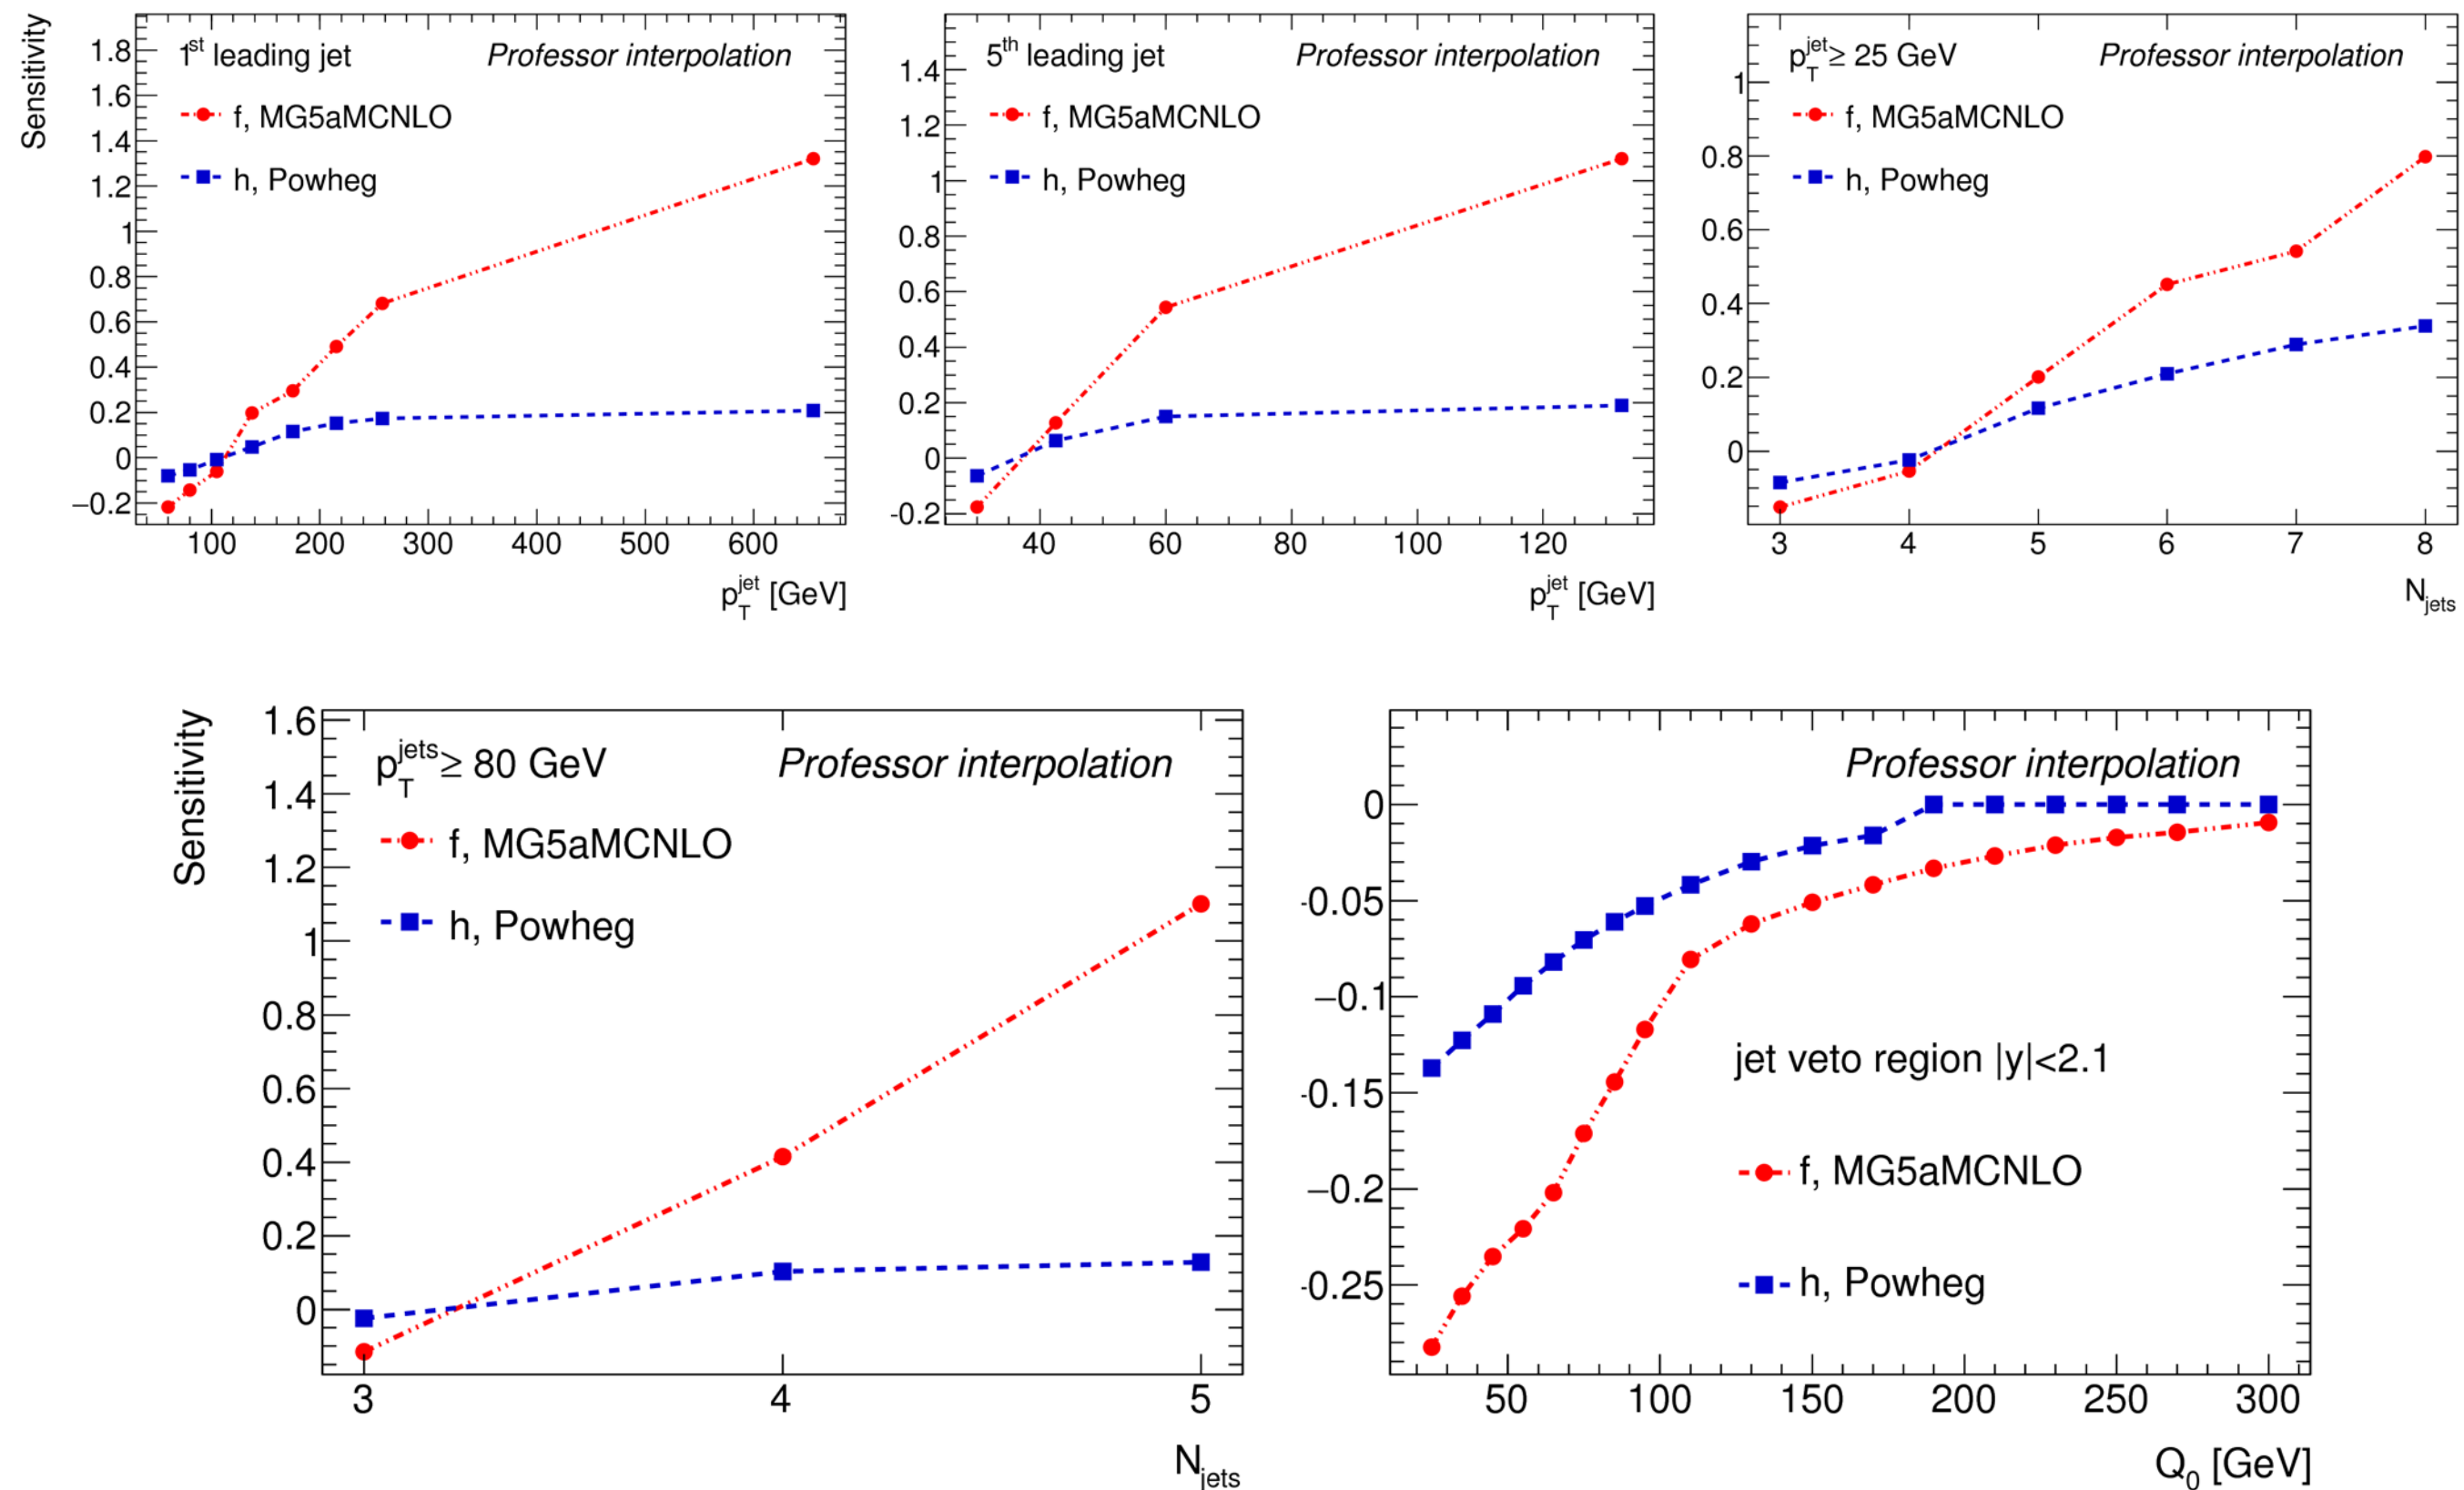 Sensitivity
1st leading jet Professor interpolation
f, MG5aMCNLO
h, Powheg
1.8
1.6
1.4
1.2
1
0.8
0.6
0.4
0.2
0
−0.2
100 200 300 400 500 600
pTjet [GeV]
5th leading jet Professor interpolation
f, MG5aMCNLO
h, Powheg
1.4
1.2
1
0.8
0.6
0.4
0.2
0
-0.2
40 60 80 100 120
pTjet [GeV]
pTjet ≥ 25 GeV Professor interpolation
f, MG5aMCNLO
h, Powheg
1
0.8
0.6
0.4
0.2
0
3 4 5 6 7 8
Njets
Sensitivity
pTjets ≥ 80 GeV Professor interpolation
f, MG5aMCNLO
h, Powheg
1.6
1.4
1.2
1
0.8
0.6
0.4
0.2
0
3 4 5
Njets
Professor interpolation
0
-0.05
−0.1
-0.15
−0.2
-0.25
jet veto region |y|<2.1
f, MG5aMCNLO
h, Powheg
50 100 150 200 250 300
Q0 [GeV]